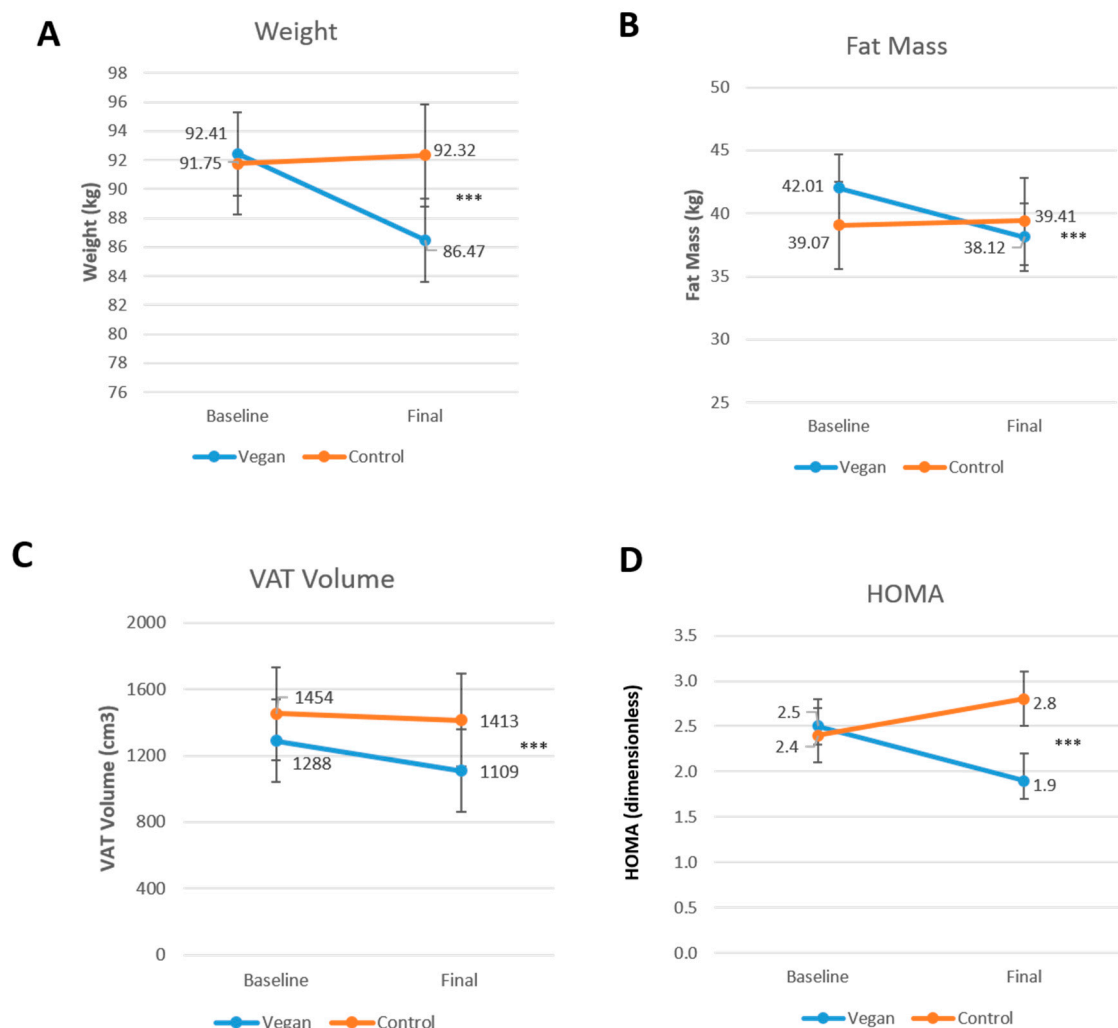 A
Weight
Weight (kg)
98
96
94
92
90
88
86
84
82
80
78
76
92.41
91.75
92.32
***
86.47
Baseline Final
Vegan Control
B
Fat Mass
Fat Mass (kg)
50
45
40
35
30
25
42.01
39.07
39.41
38.12
***
Baseline Final
Vegan Control
C
VAT Volume
VAT Volume (cm3)
2000
1600
1200
800
400
0
1454
1288
1413
***
1109
Baseline Final
Vegan Control
D
HOMA
HOMA (dimensionless)
3.5
3.0
2.5
2.0
1.5
1.0
0.5
0.0
2.5
2.4
2.8
***
1.9
Baseline Final
Vegan Control